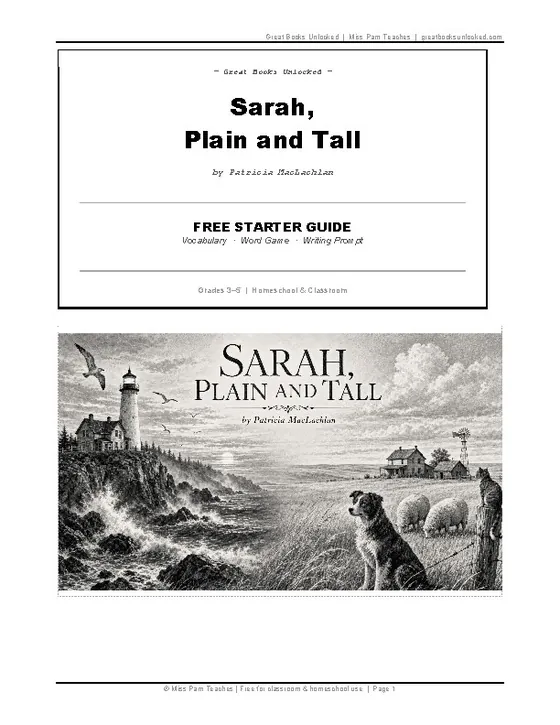 Great Books Unlocked | Miss Pam Teaches | greatbooksunlocked.com
~ Great Books Unlocked ~
Sarah,
Plain and Tall
by Patricia MacLachlan
FREE STARTER GUIDE
Vocabulary · Word Game · Writing Prompt
Grades 3–5 | Homeschool & Classroom
SARAH,
PLAIN AND TALL
by Patricia MacLachlan
© Miss Pam Teaches | Free for classroom & homeschool use | Page 1